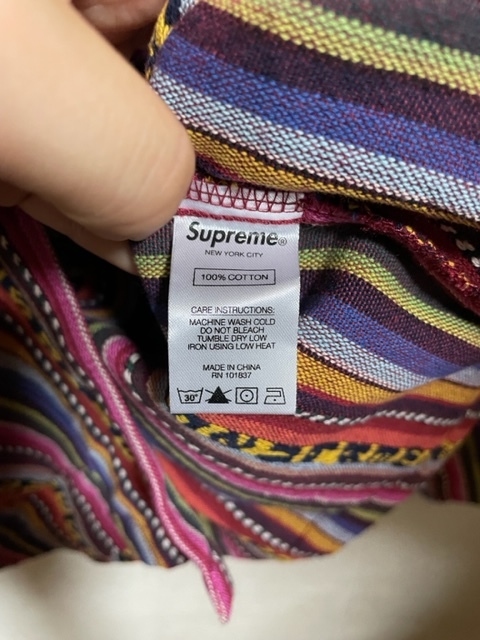 Supreme®
NEW YORK CITY
100% COTTON
CARE INSTRUCTIONS:
MACHINE WASH COLD
DO NOT BLEACH
TUMBLE DRY LOW
IRON USING LOW HEAT
MADE IN CHINA
RN 101837
30°